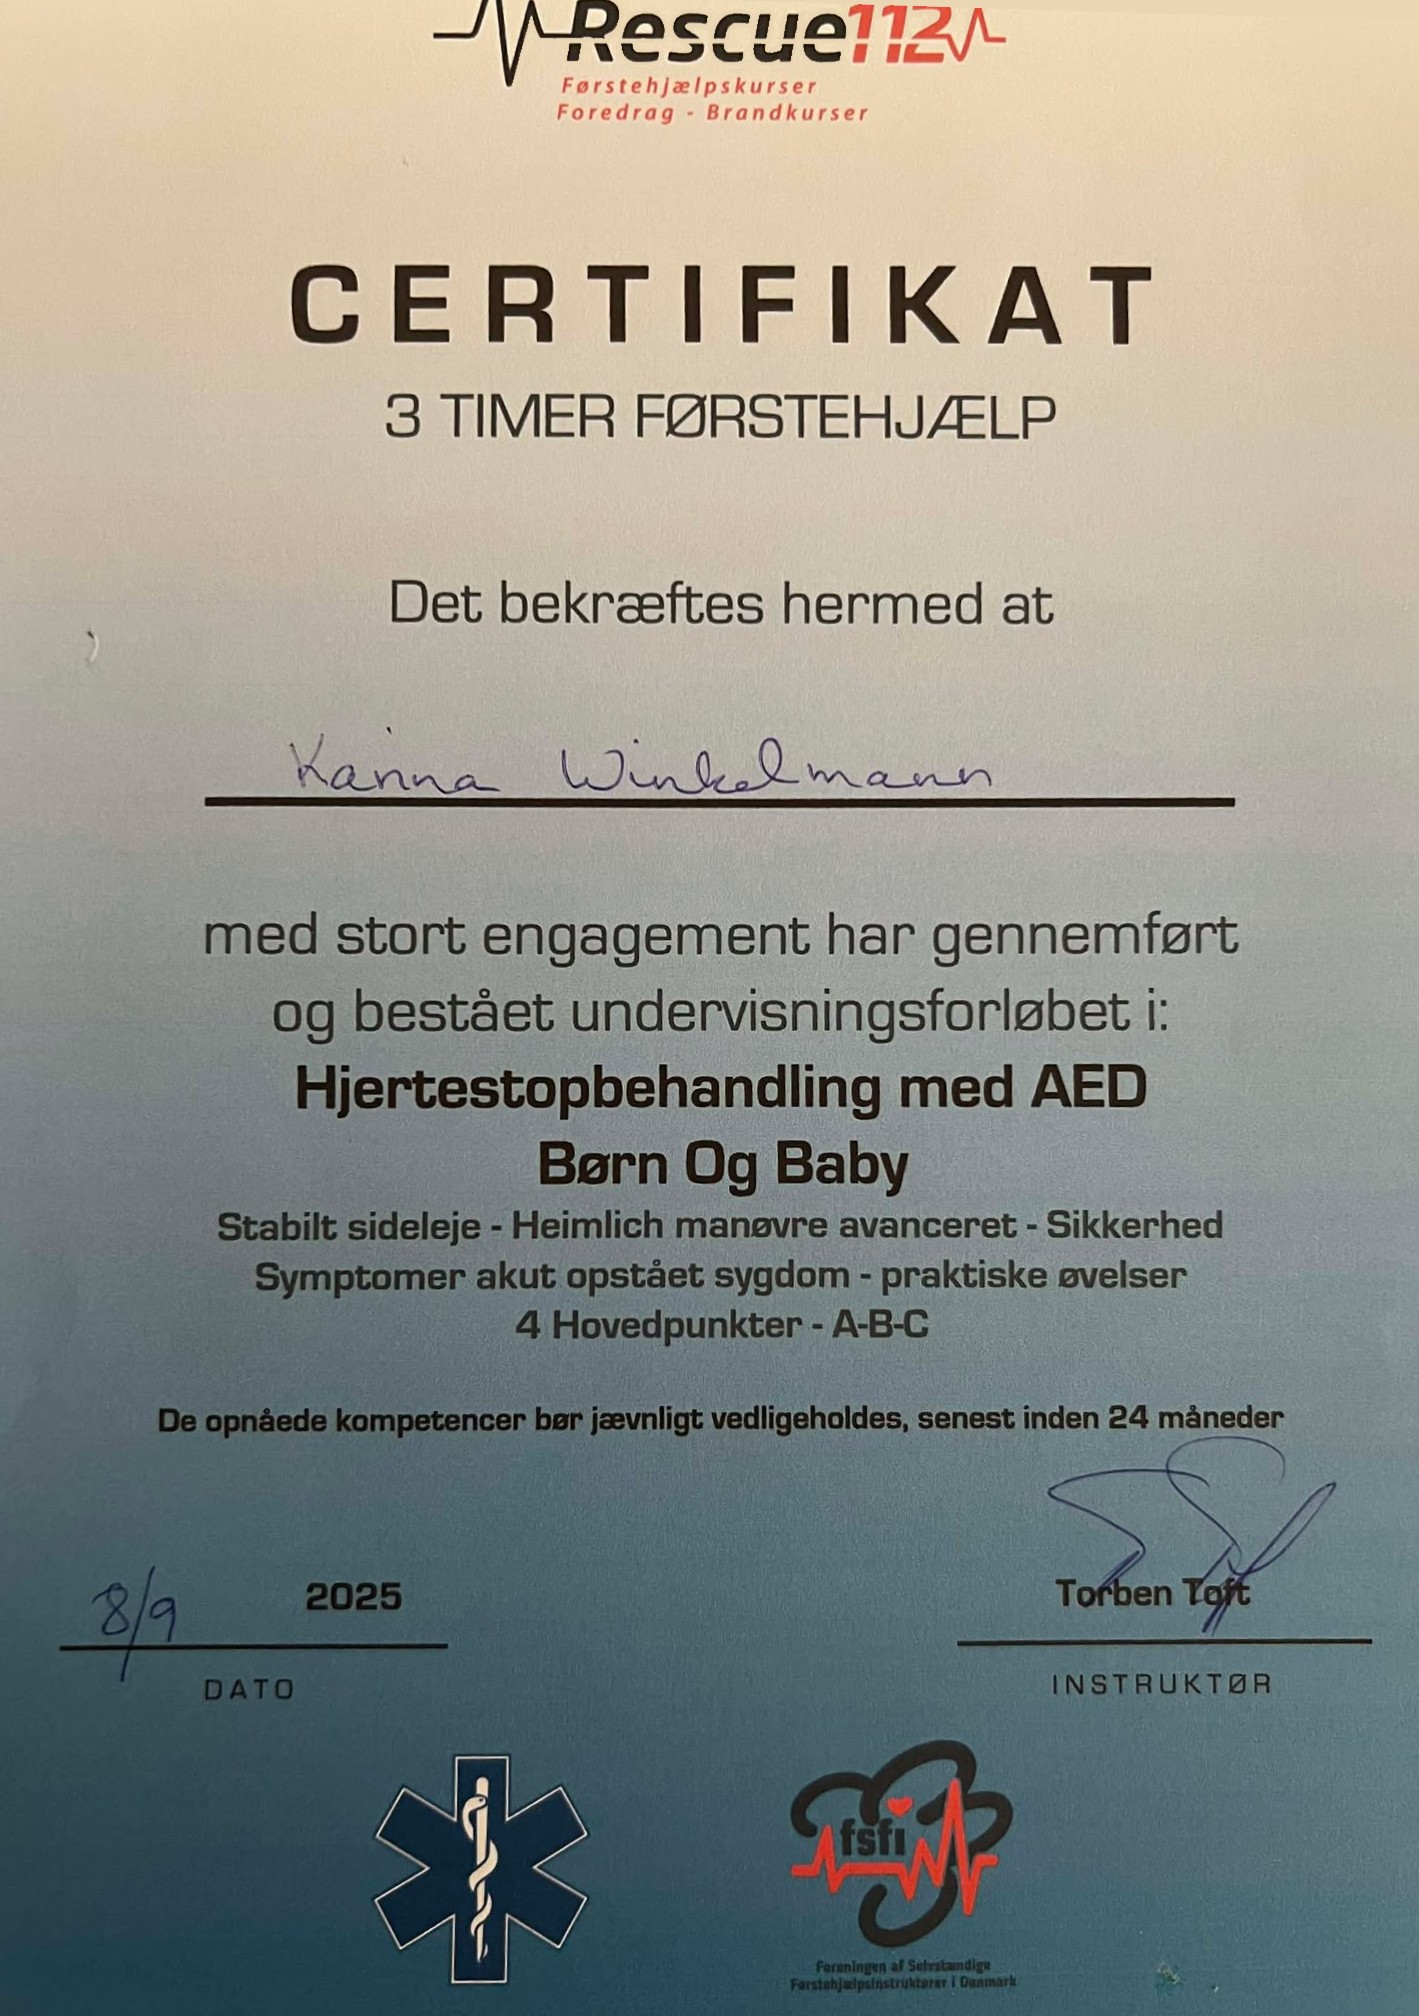 Rescue112
Førstehjælpskurser
Foredrag - Brandkurser
CERTIFIKAT
3 TIMER FØRSTEHJÆLP
Det bekræftes hermed at
Kanna Winkelmann
med stort engagement har gennemført
og bestået undervisningsforløbet i:
Hjertestopbehandling med AED
Børn Og Baby
Stabilt sideleje - Heimlich manøvre avanceret - Sikkerhed
Symptomer akut opstået sygdom - praktiske øvelser
4 Hovedpunkter - A-B-C
De opnåede kompetencer bør jævnligt vedligeholdes, senest inden 24 måneder
8/9 2025
Torben Toft
DATO
INSTRUKTØR
fsfi
Foreningen af Selvstændige
Førstehjælpsinstruktører i Danmark